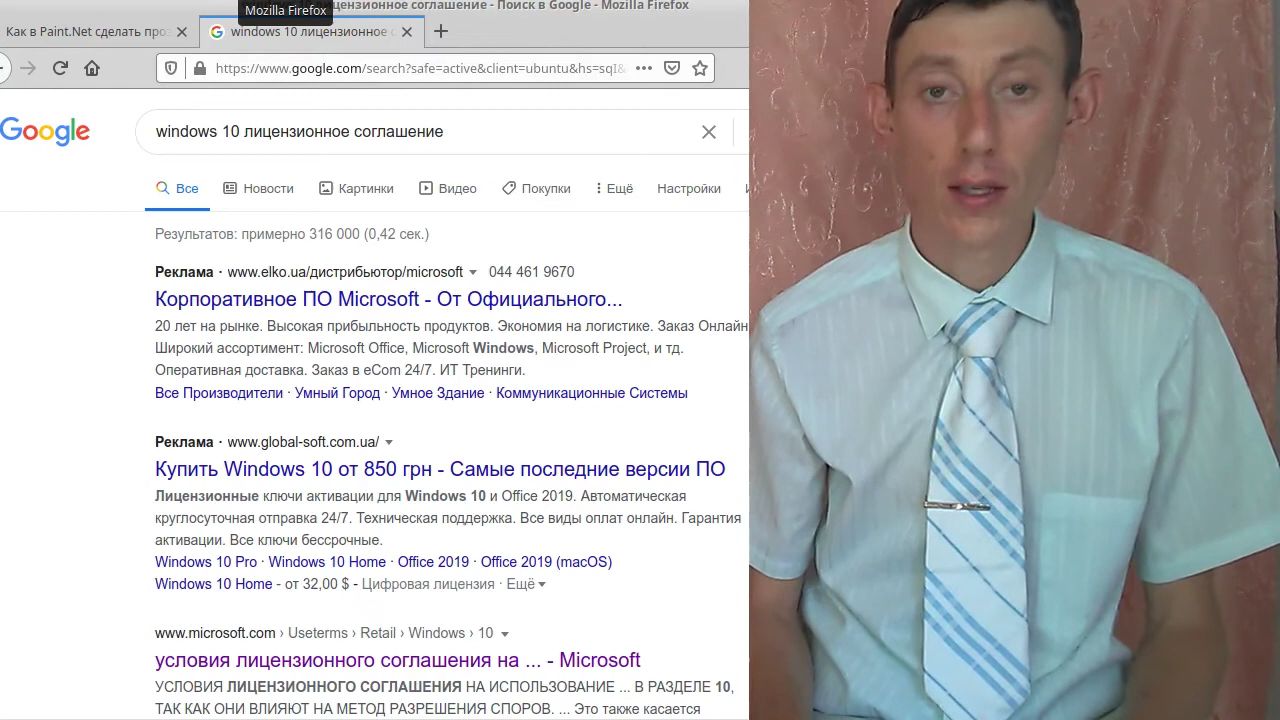 лицензионное соглашение - Поиск в Google - Mozilla Firefox
Mozilla Firefox
Как в Paint.Net сделать
windows 10 лицензионное
https://www.google.com/search?safe=active&client=ubuntu&hs=
Google
windows 10 лицензионное соглашение
Все Новости Картинки Видео Покупки Ещё Настройки
Результатов: примерно 316 000 (0,42 сек.)
Реклама · www.elko.ua/дистрибьютор/microsoft 044 461 9670
Корпоративное ПО Microsoft - От Официального...
20 лет на рынке. Высокая прибыльность продуктов. Экономия на логистике. Заказ Онлайн
Широкий ассортимент: Microsoft Office, Microsoft Windows, Microsoft Project, и тд.
Оперативная доставка. Заказ в eCom 24/7. ИТ Тренинги.
Все Производители · Умный Город · Умное Здание · Коммуникационные Системы
Реклама · www.global-soft.com.ua/
Купить Windows 10 от 850 грн - Самые последние версии ПО
Лицензионные ключи активации для Windows 10 и Office 2019. Автоматическая
круглосуточная отправка 24/7. Техническая поддержка. Все виды оплат онлайн. Гарантия
активации. Все ключи бессрочные.
Windows 10 Pro · Windows 10 Home · Office 2019 · Office 2019 (macOS)
Windows 10 Home - от 32,00 $ - Цифровая лицензия · Ещё
www.microsoft.com › Useterms › Retail › Windows › 10
условия лицензионного соглашения на ... - Microsoft
УСЛОВИЯ ЛИЦЕНЗИОННОГО СОГЛАШЕНИЯ НА ИСПОЛЬЗОВАНИЕ ... В РАЗДЕЛЕ 10,
ТАК КАК ОНИ ВЛИЯЮТ НА МЕТОД РАЗРЕШЕНИЯ СПОРОВ. ... Это также касается